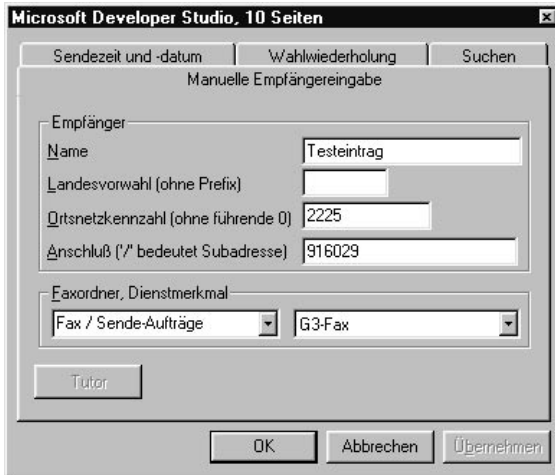 Microsoft Developer Studio, 10 Seiten
Sendezeit und -datum Wahlwiederholung Suchen
Manuelle Empfängereingabe
Empfänger
Name Testeintrag
Landesvorwahl (ohne Prefix)
Ortsnetzkennzahl (ohne führende 0) 2225
Anschluß ('/' bedeutet Subadresse) 916029
Faxordner, Dienstmerkmal
Fax / Sende-Aufträge G3-Fax
Tutor
OK Abbrechen Übernehmen